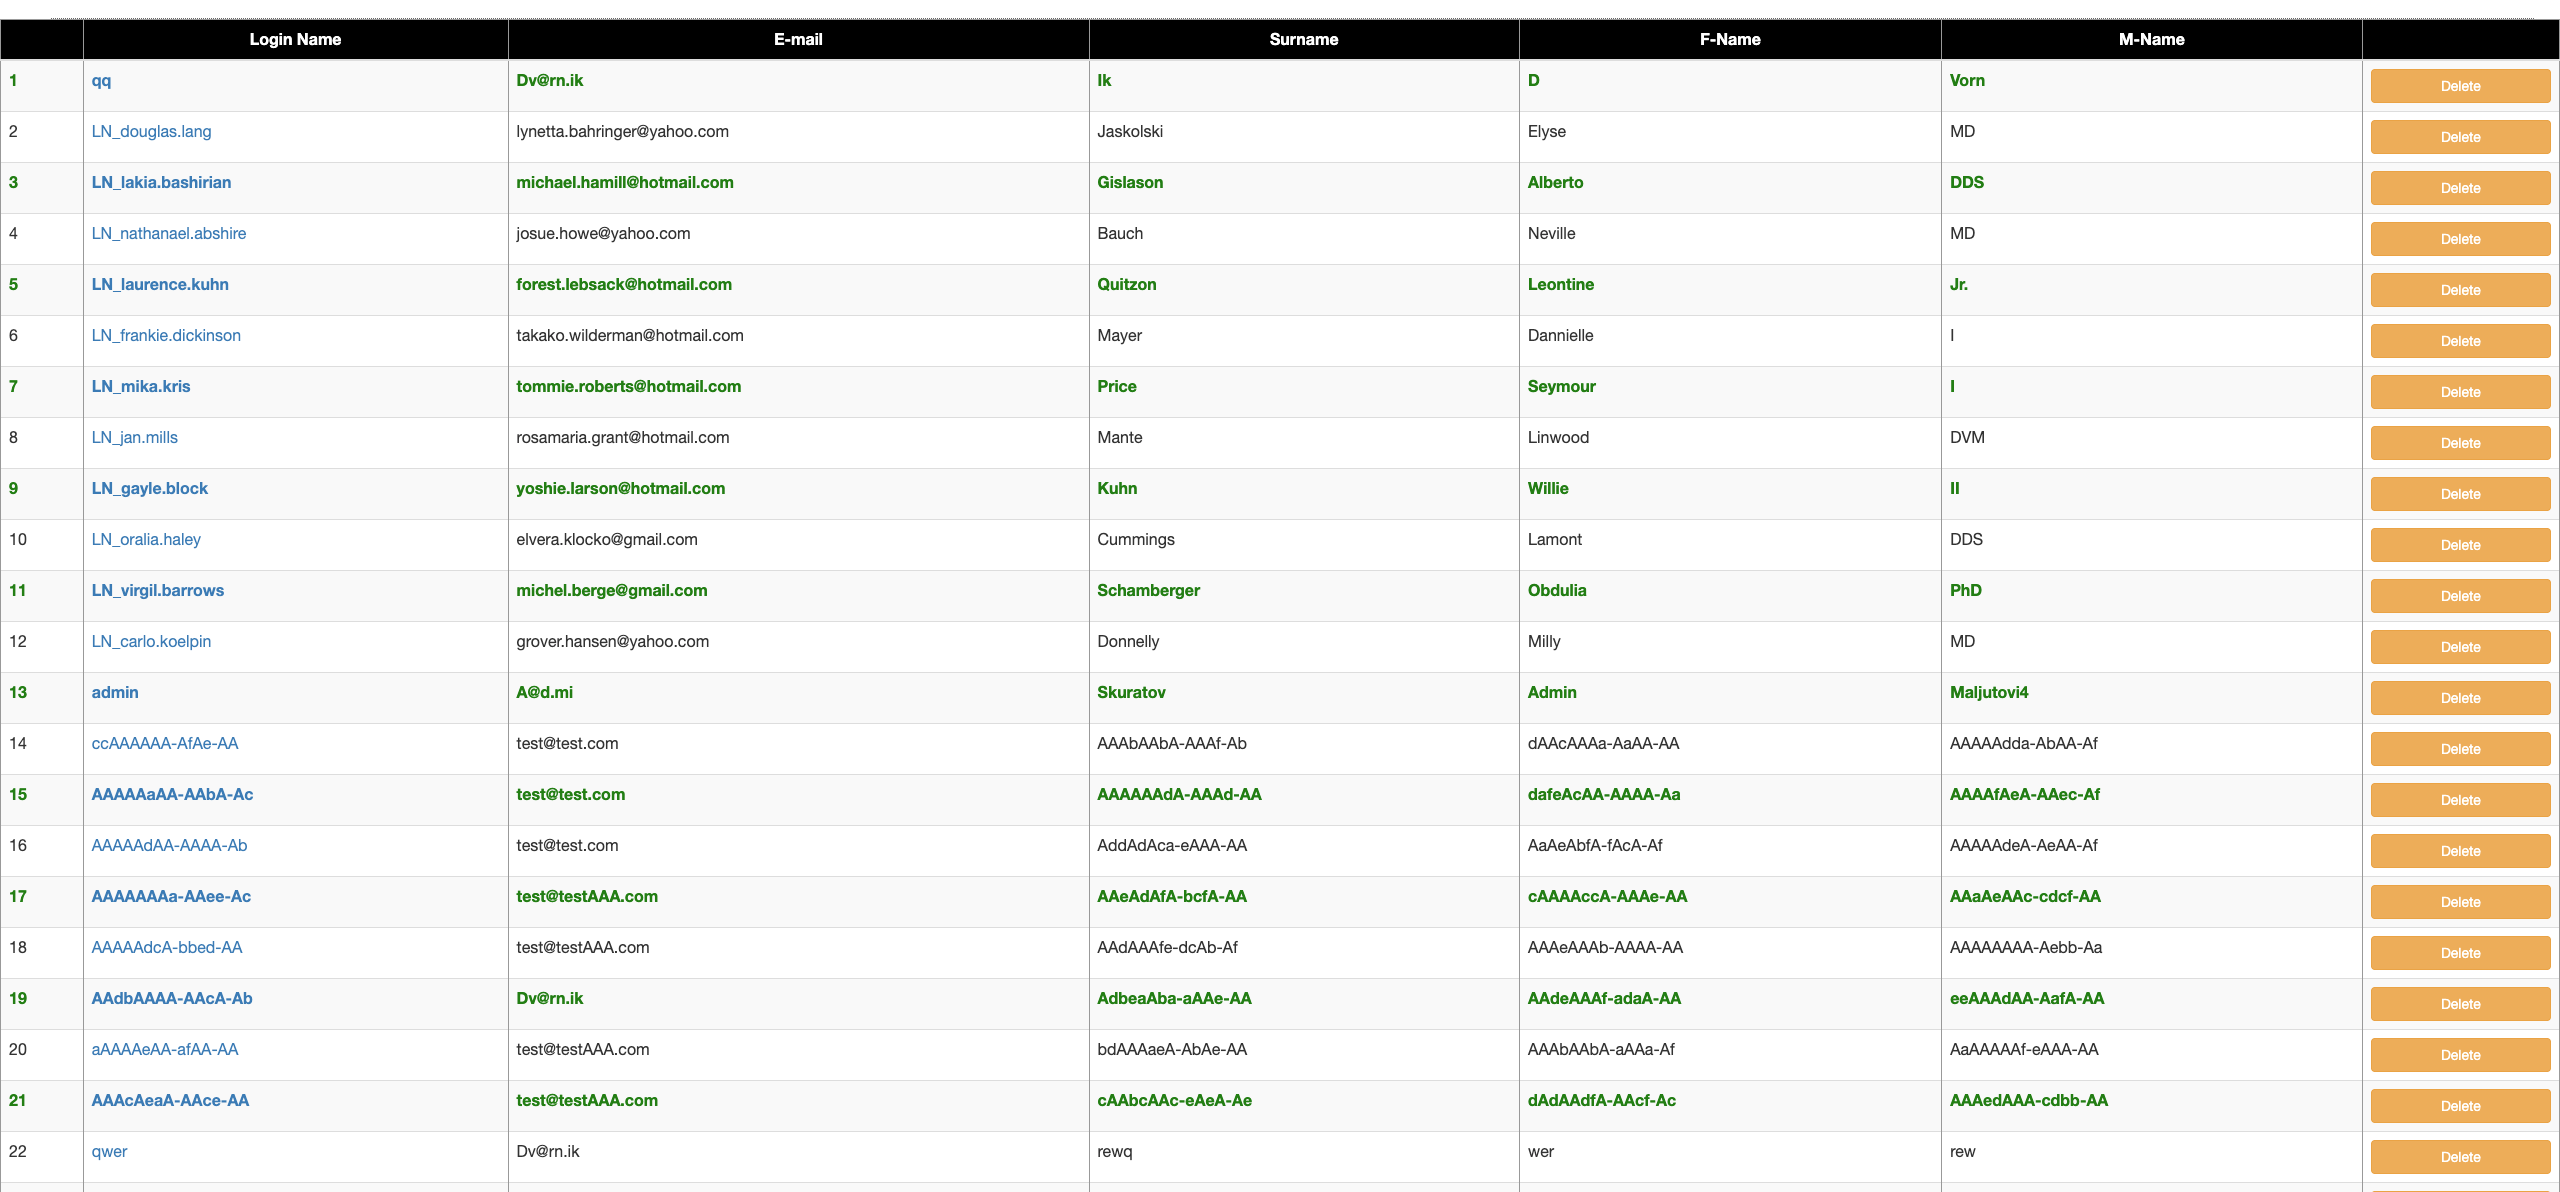 Login Name E-mail Surname F-Name M-Name
1 qq Dv@rn.ik Ik D Vorn Delete
2 LN_douglas.lang lynetta.bahringer@yahoo.com Jaskolski Elyse MD Delete
3 LN_lakia.bashirian michael.hamill@hotmail.com Gislason Alberto DDS Delete
4 LN_nathanael.abshire josue.howe@yahoo.com Bauch Neville MD Delete
5 LN_laurence.kuhn forest.lebsack@hotmail.com Quitzon Leontine Jr. Delete
6 LN_frankie.dickinson takako.wilderman@hotmail.com Mayer Dannielle I Delete
7 LN_mika.kris tommie.roberts@hotmail.com Price Seymour I Delete
8 LN_jan.mills rosamaria.grant@hotmail.com Mante Linwood DVM Delete
9 LN_gayle.block yoshie.larson@hotmail.com Kuhn Willie II Delete
10 LN_oralia.haley elvera.klocko@gmail.com Cummings Lamont DDS Delete
11 LN_virgil.barrows michel.berge@gmail.com Schamberger Obdulia PhD Delete
12 LN_carlo.koelpin grover.hansen@yahoo.com Donnelly Milly MD Delete
13 admin A@d.mi Skuratov Admin Maljutovi4 Delete
14 ccAAAAAA-AfAe-AA test@test.com AAAbAAbA-AAAf-Ab dAAcAAAa-AaAA-AA AAAAAdda-AbAA-Af Delete
15 AAAAAaAA-AAbA-Ac test@test.com AAAAAAdA-AAAd-AA dafeAcAA-AAAA-Aa AAAAfAeA-AAec-Af Delete
16 AAAAAdAA-AAAA-Ab test@test.com AddAdAca-eAAA-AA AaAeAbfA-fAcA-Af AAAAAdeA-AeAA-Af Delete
17 AAAAAAAa-AAee-Ac test@testAAA.com AAeAdAfA-bcfA-AA cAAAAccA-AAAe-AA AAaAeAAc-cdcf-AA Delete
18 AAAAAdcA-bbed-AA test@testAAA.com AAdAAAfe-dcAb-Af AAAeAAAb-AAAA-AA AAAAAAAA-Aebb-Aa Delete
19 AAdbAAAA-AAcA-Ab Dv@rn.ik AdbeaAba-aAAe-AA AAdeAAAf-adaA-AA eeAAAdAA-AafA-AA Delete
20 aAAAAeAA-afAA-AA test@testAAA.com bdAAAaeA-AbAe-AA AAAbAAbA-aAAa-Af AaAAAAAf-eAAA-AA Delete
21 AAAcAeaA-AAce-AA test@testAAA.com cAAbcAAc-eAeA-Ae dAdAAdfA-AAcf-Ac AAAedAAA-cdbb-AA Delete
22 qwer Dv@rn.ik rewq wer rew Delete